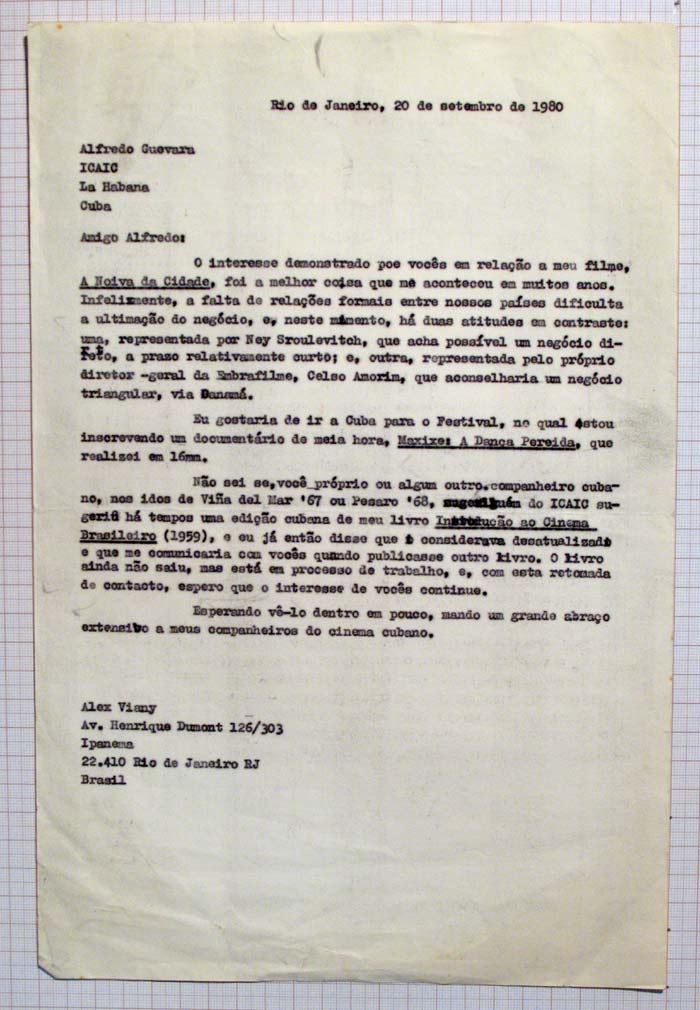 Rio de Janeiro, 20 de setembro de 1980
Alfredo Guevara
ICAIC
La Habana
Cuba
Amigo Alfredo:
O interesse demonstrado poe vocês em relação a meu filme,
A Noiva da Cidade, foi a melhor coisa que me aconteceu em muitos anos.
Infelizmente, a falta de relações formais entre nossos países dificulta
a ultimação do negócio, e, neste momento, há duas atitudes em contraste:
uma, representada por Ney Sroulevitch, que acha possível um negócio di-
reto, a prazo relativamente curto; e, outra, representada pelo próprio
diretor -geral da Embrafilme, Celso Amorim, que aconselharia um negócio
triangular, via Panamá.
Eu gostaria de ir a Cuba para o Festival, no qual estou
inscrevendo um documentário de meia hora, Maxixe: A Dança Pereida, que
realizei em 16mm.
Não sei se, você próprio ou algum outro companheiro cuba-
no, nos idos de Viña del Mar '67 ou Pesaro '68, do ICAIC su-
geriu há tempos uma edição cubana de meu livro Introdução ao Cinema
Brasileiro (1959), e eu já então disse que o considerava desatualizado
e que me comunicaria com vocês quando publicasse outro livro. O livro
ainda não saiu, mas está em processo de trabalho, e, com esta retomada
de contacto, espero que o interesse de vocês continue.
Esperando vê-lo dentro em pouco, mando um grande abraço
extensivo a meus companheiros do cinema cubano.
Alex Viany
Av. Henrique Dumont 126/303
Ipanema
22.410 Rio de Janeiro RJ
Brasil